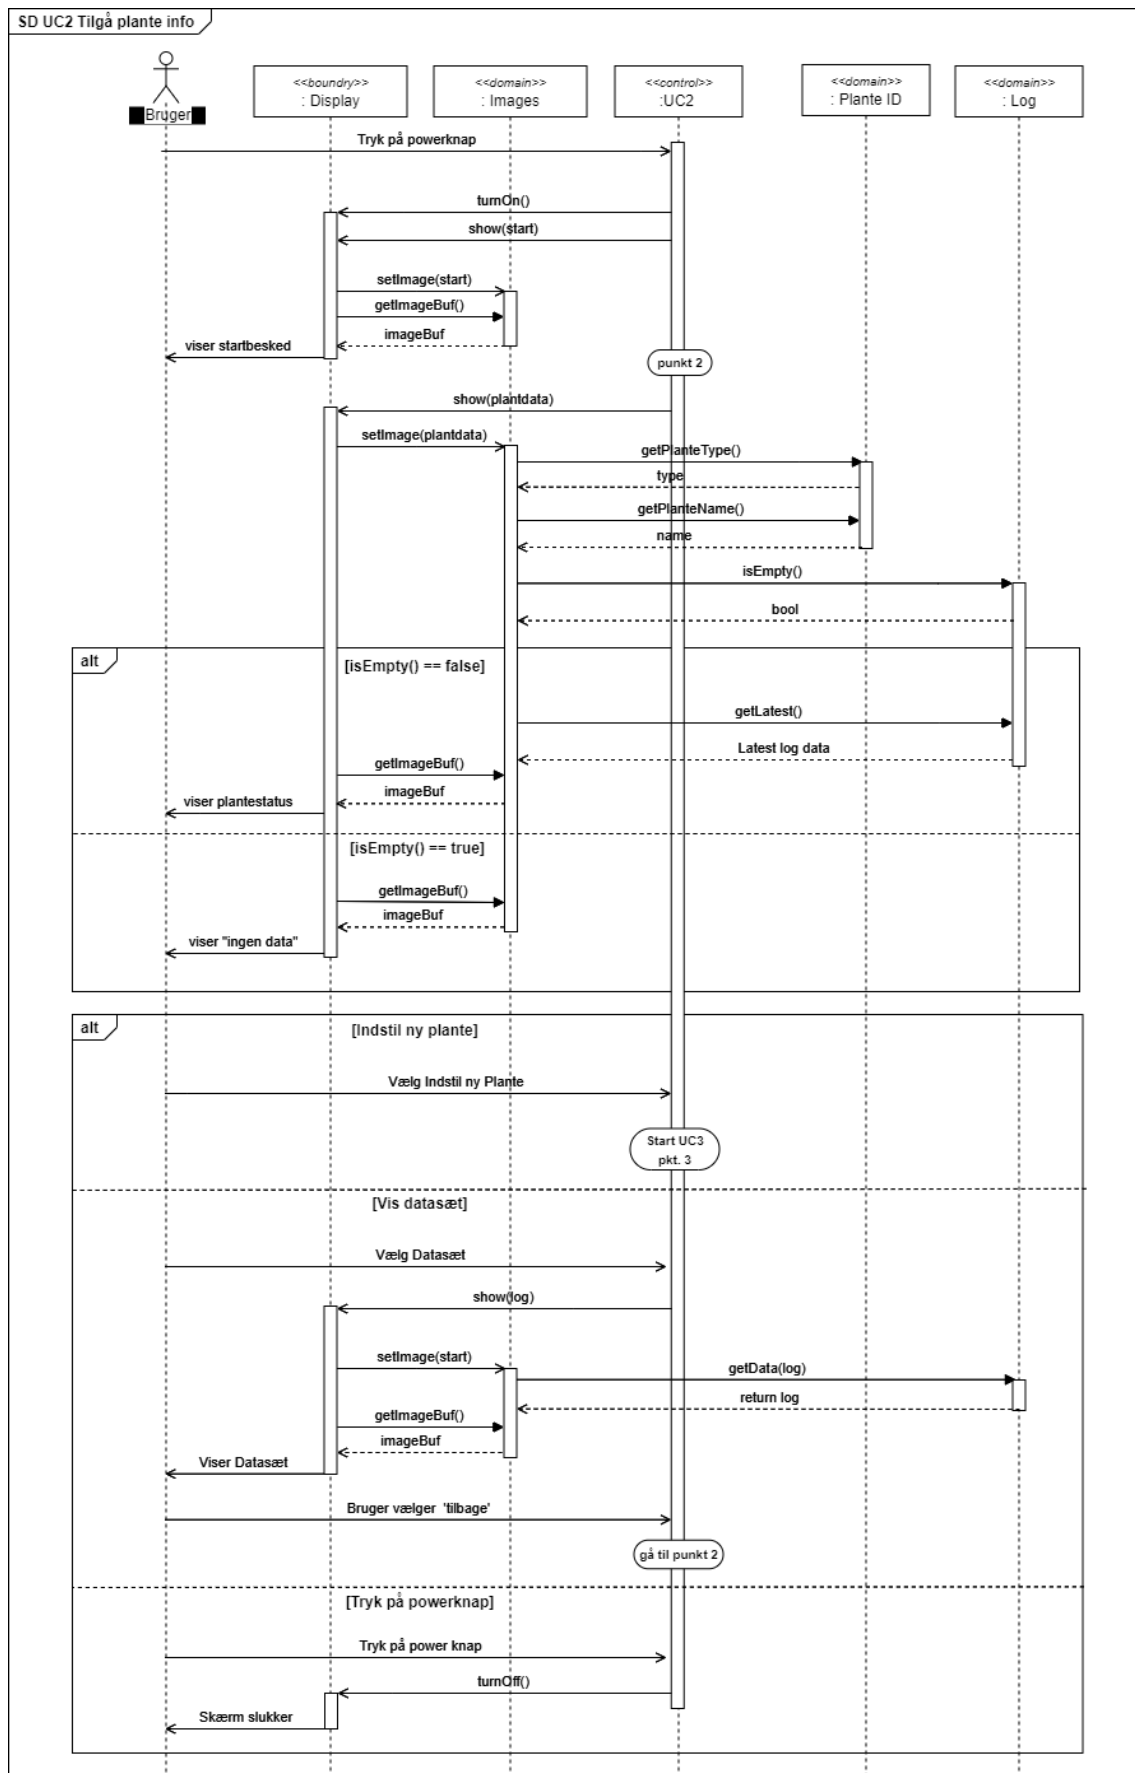 SD UC2 Tilgå plante info
Bruger
<<boundry>>
: Display
<<domain>>
: Images
<<control>>
:UC2
<<domain>>
: Plante ID
<<domain>>
: Log
Tryk på powerknap
turnOn()
show(start)
setImage(start)
getImageBuf()
imageBuf
viser startbesked
punkt 2
show(plantdata)
setImage(plantdata)
getPlanteType()
type
getPlanteName()
name
isEmpty()
bool
alt
[isEmpty() == false]
getLatest()
Latest log data
getImageBuf()
imageBuf
viser plantestatus
[isEmpty() == true]
getImageBuf()
imageBuf
viser "ingen data"
alt
[Indstil ny plante]
Vælg Indstil ny Plante
Start UC3
pkt. 3
[Vis datasæt]
Vælg Datasæt
show(log)
setImage(start)
getData(log)
return log
getImageBuf()
imageBuf
Viser Datasæt
Bruger vælger 'tilbage'
gå til punkt 2
[Tryk på powerknap]
Tryk på power knap
turnOff()
Skærm slukker